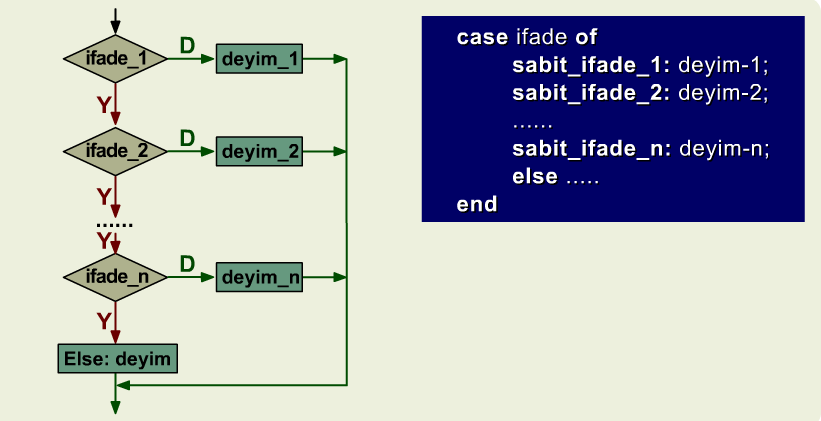 ifade_1
D
deyim_1
Y
ifade_2
D
deyim_2
Y
......
Y
ifade_n
D
deyim_n
Y
Else: deyim
case ifade of
sabit_ifade_1: deyim-1;
sabit_ifade_2: deyim-2;
......
sabit_ifade_n: deyim-n;
else .....
end